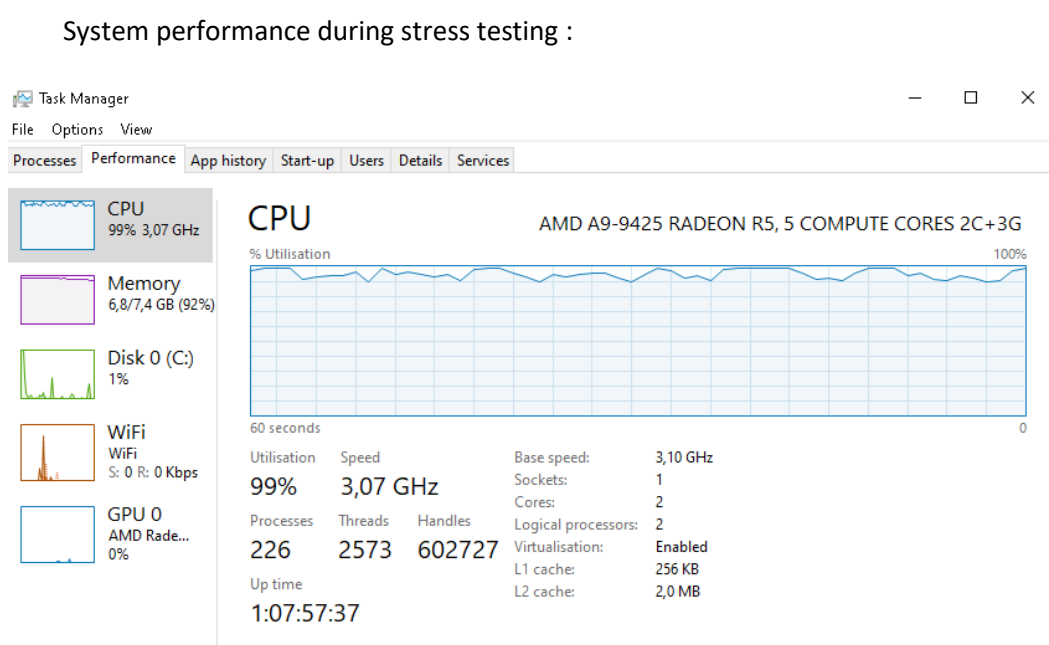 System performance during stress testing :
Task Manager
File Options View
Processes Performance App history Start-up Users Details Services
CPU
99% 3,07 GHz
Memory
6,8/7,4 GB (92%)
Disk 0 (C:)
1%
WiFi
WiFi
S: 0 R: 0 Kbps
GPU 0
AMD Rade...
0%
CPU AMD A9-9425 RADEON R5, 5 COMPUTE CORES 2C+3G
% Utilisation 100%
60 seconds 0
Utilisation Speed
99% 3,07 GHz
Processes Threads Handles
226 2573 602727
Up time
1:07:57:37
Base speed: 3,10 GHz
Sockets: 1
Cores: 2
Logical processors: 2
Virtualisation: Enabled
L1 cache: 256 KB
L2 cache: 2,0 MB